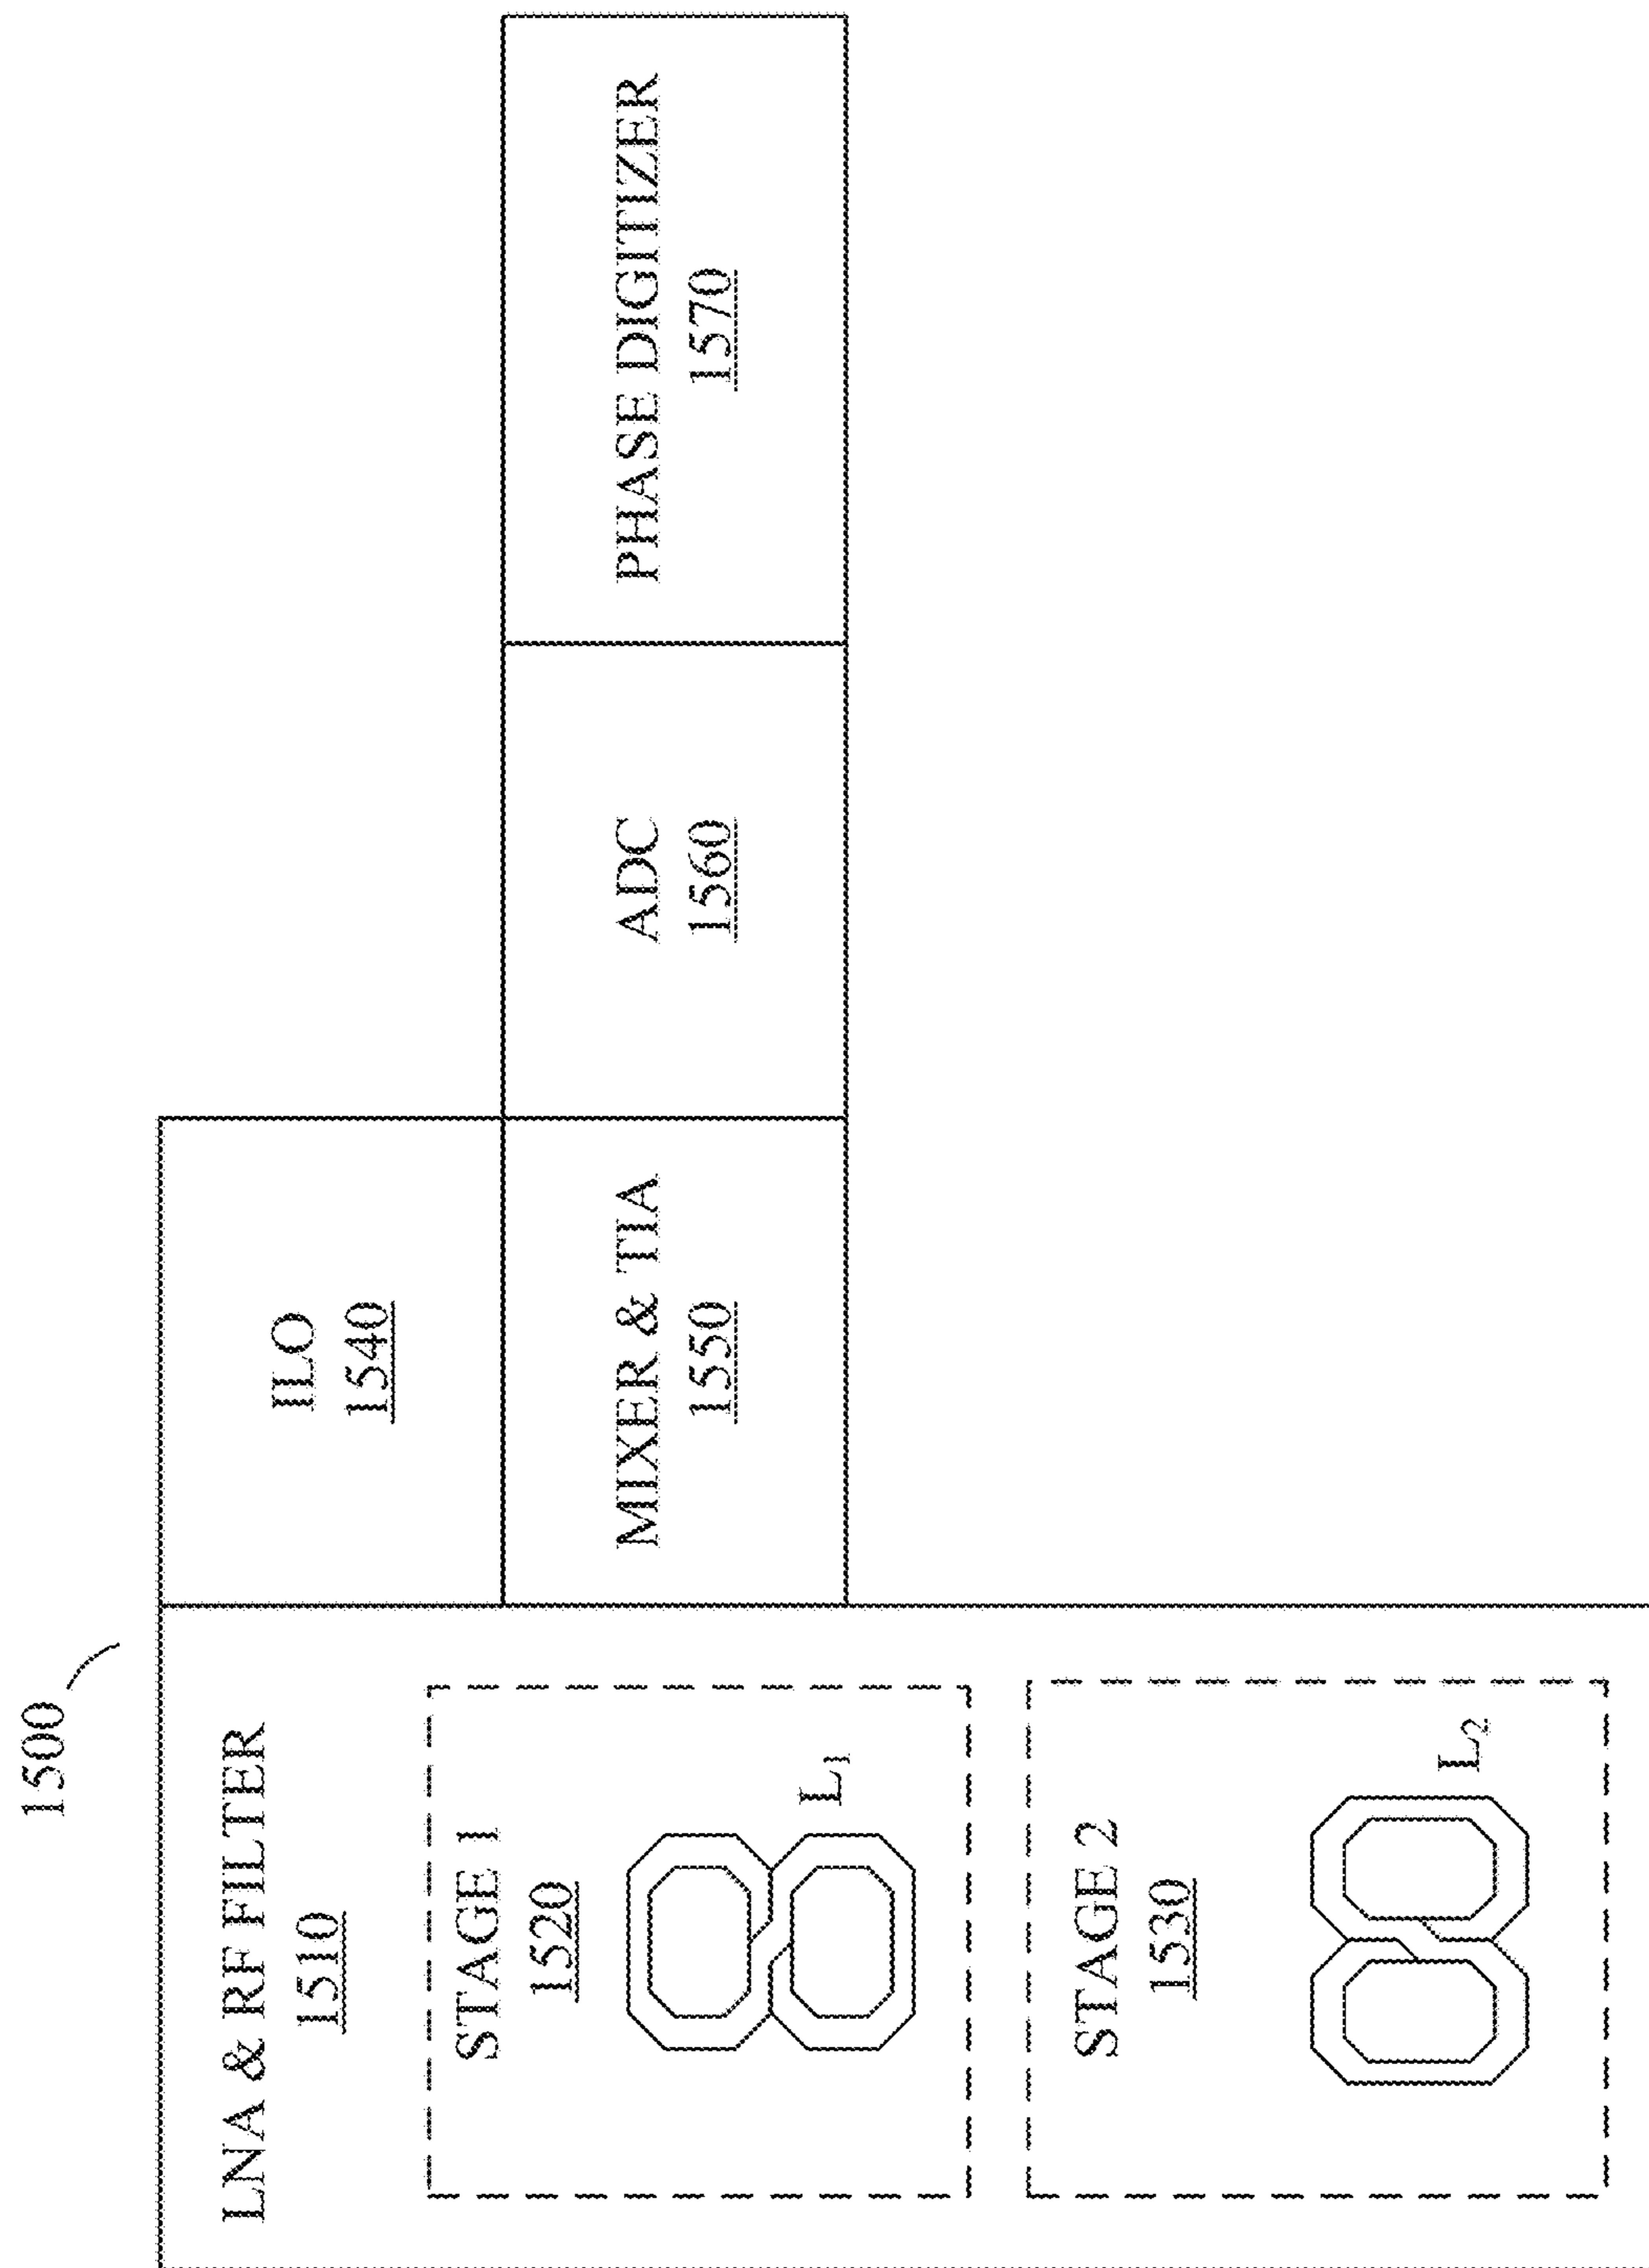 1500
LNA & RF FILTER
1510
STAGE 1
1520
L1
STAGE 2
1530
L2
ILO
1540
MIXER & TIA
1550
ADC
1560
PHASE DIGITIZER
1570